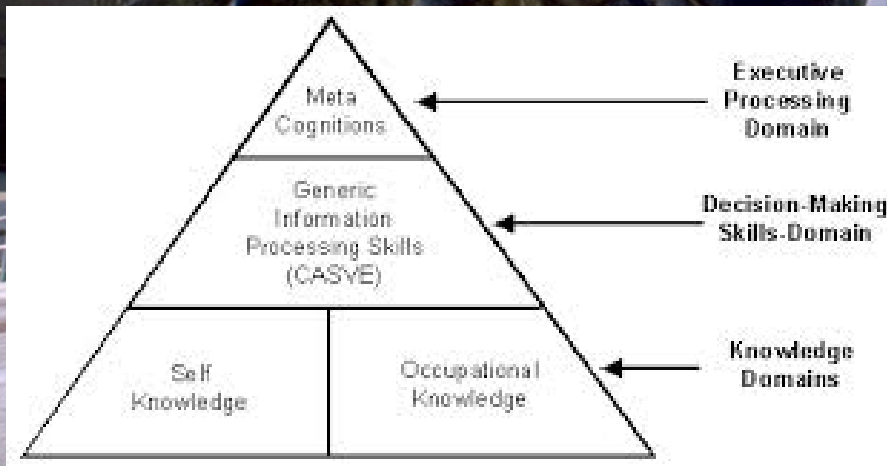 Meta
Cognitions
Executive
Processing
Domain
Generic
Information
Processing Skills
(CASVE)
Decision-Making
Skills-Domain
Self
Knowledge
Occupational
Knowledge
Knowledge
Domains